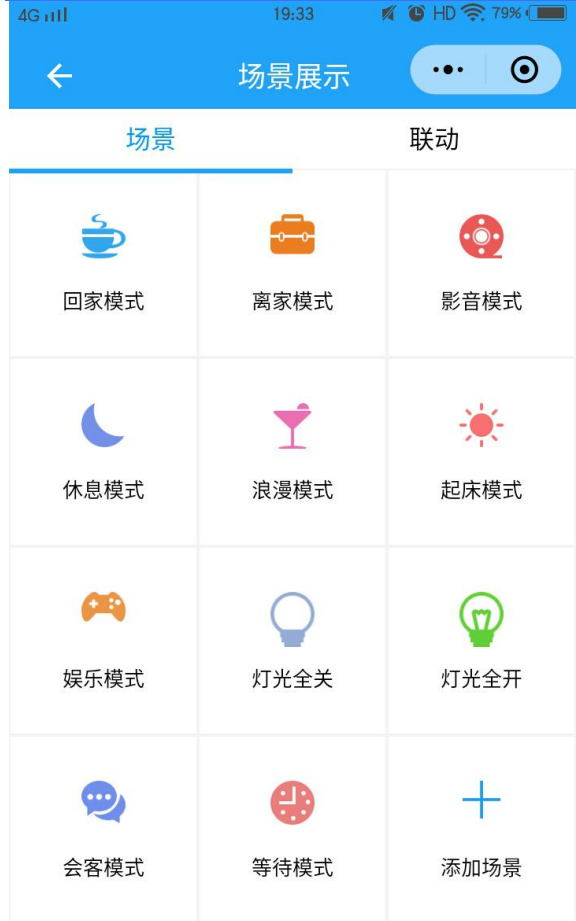 4G 19:33 HD 79%
场景展示
场景 联动
回家模式 离家模式 影音模式
休息模式 浪漫模式 起床模式
娱乐模式 灯光全关 灯光全开
会客模式 等待模式 添加场景